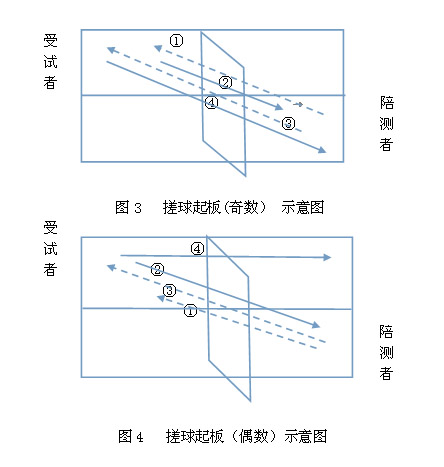 受试者
①
②
④
③
陪测者
图3 搓球起板(奇数) 示意图
受试者
④
②
③
①
陪测者
图4 搓球起板（偶数）示意图